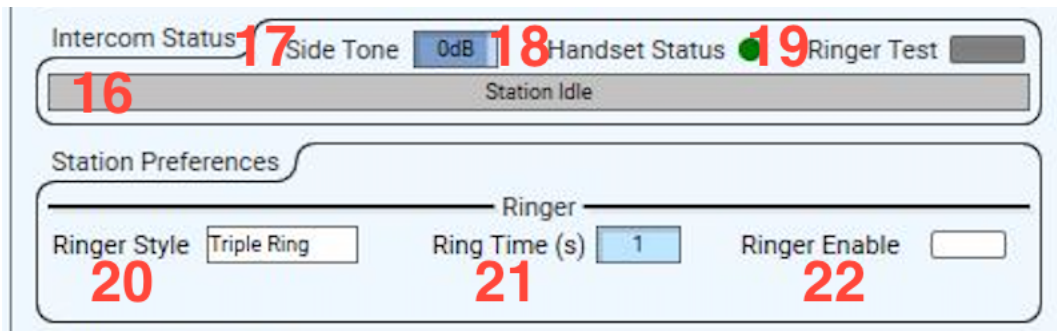 Intercom Status 17 Side Tone 0dB 18 Handset Status 19 Ringer Test
16 Station Idle
Station Preferences
Ringer
Ringer Style Triple Ring Ring Time (s) 1 Ringer Enable
20 21 22